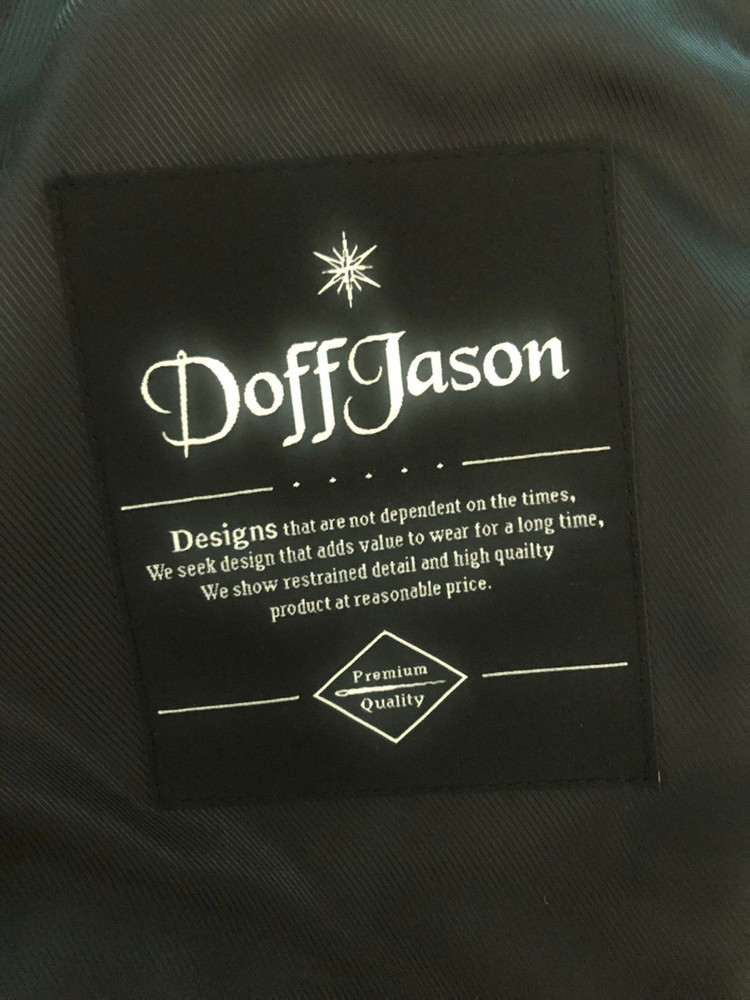 DoffJason
Designs that are not dependent on the times,
We seek design that adds value to wear for a long time,
We show restrained detail and high quailty
product at reasonable price.
Premium
Quality